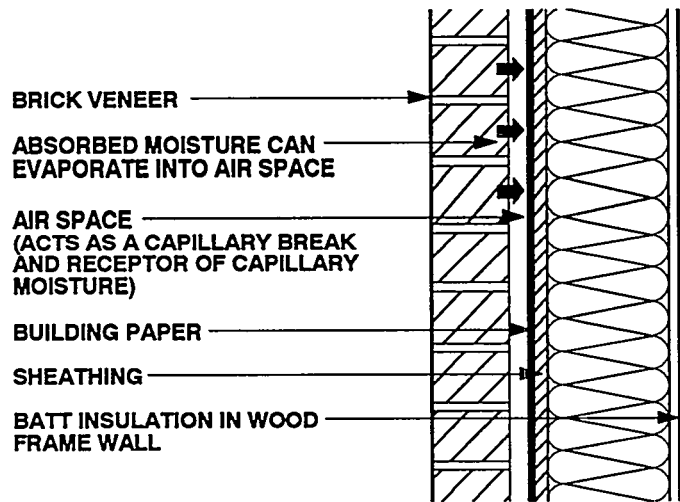 BRICK VENEER
ABSORBED MOISTURE CAN
EVAPORATE INTO AIR SPACE
AIR SPACE
(ACTS AS A CAPILLARY BREAK
AND RECEPTOR OF CAPILLARY
MOISTURE)
BUILDING PAPER
SHEATHING
BATT INSULATION IN WOOD
FRAME WALL